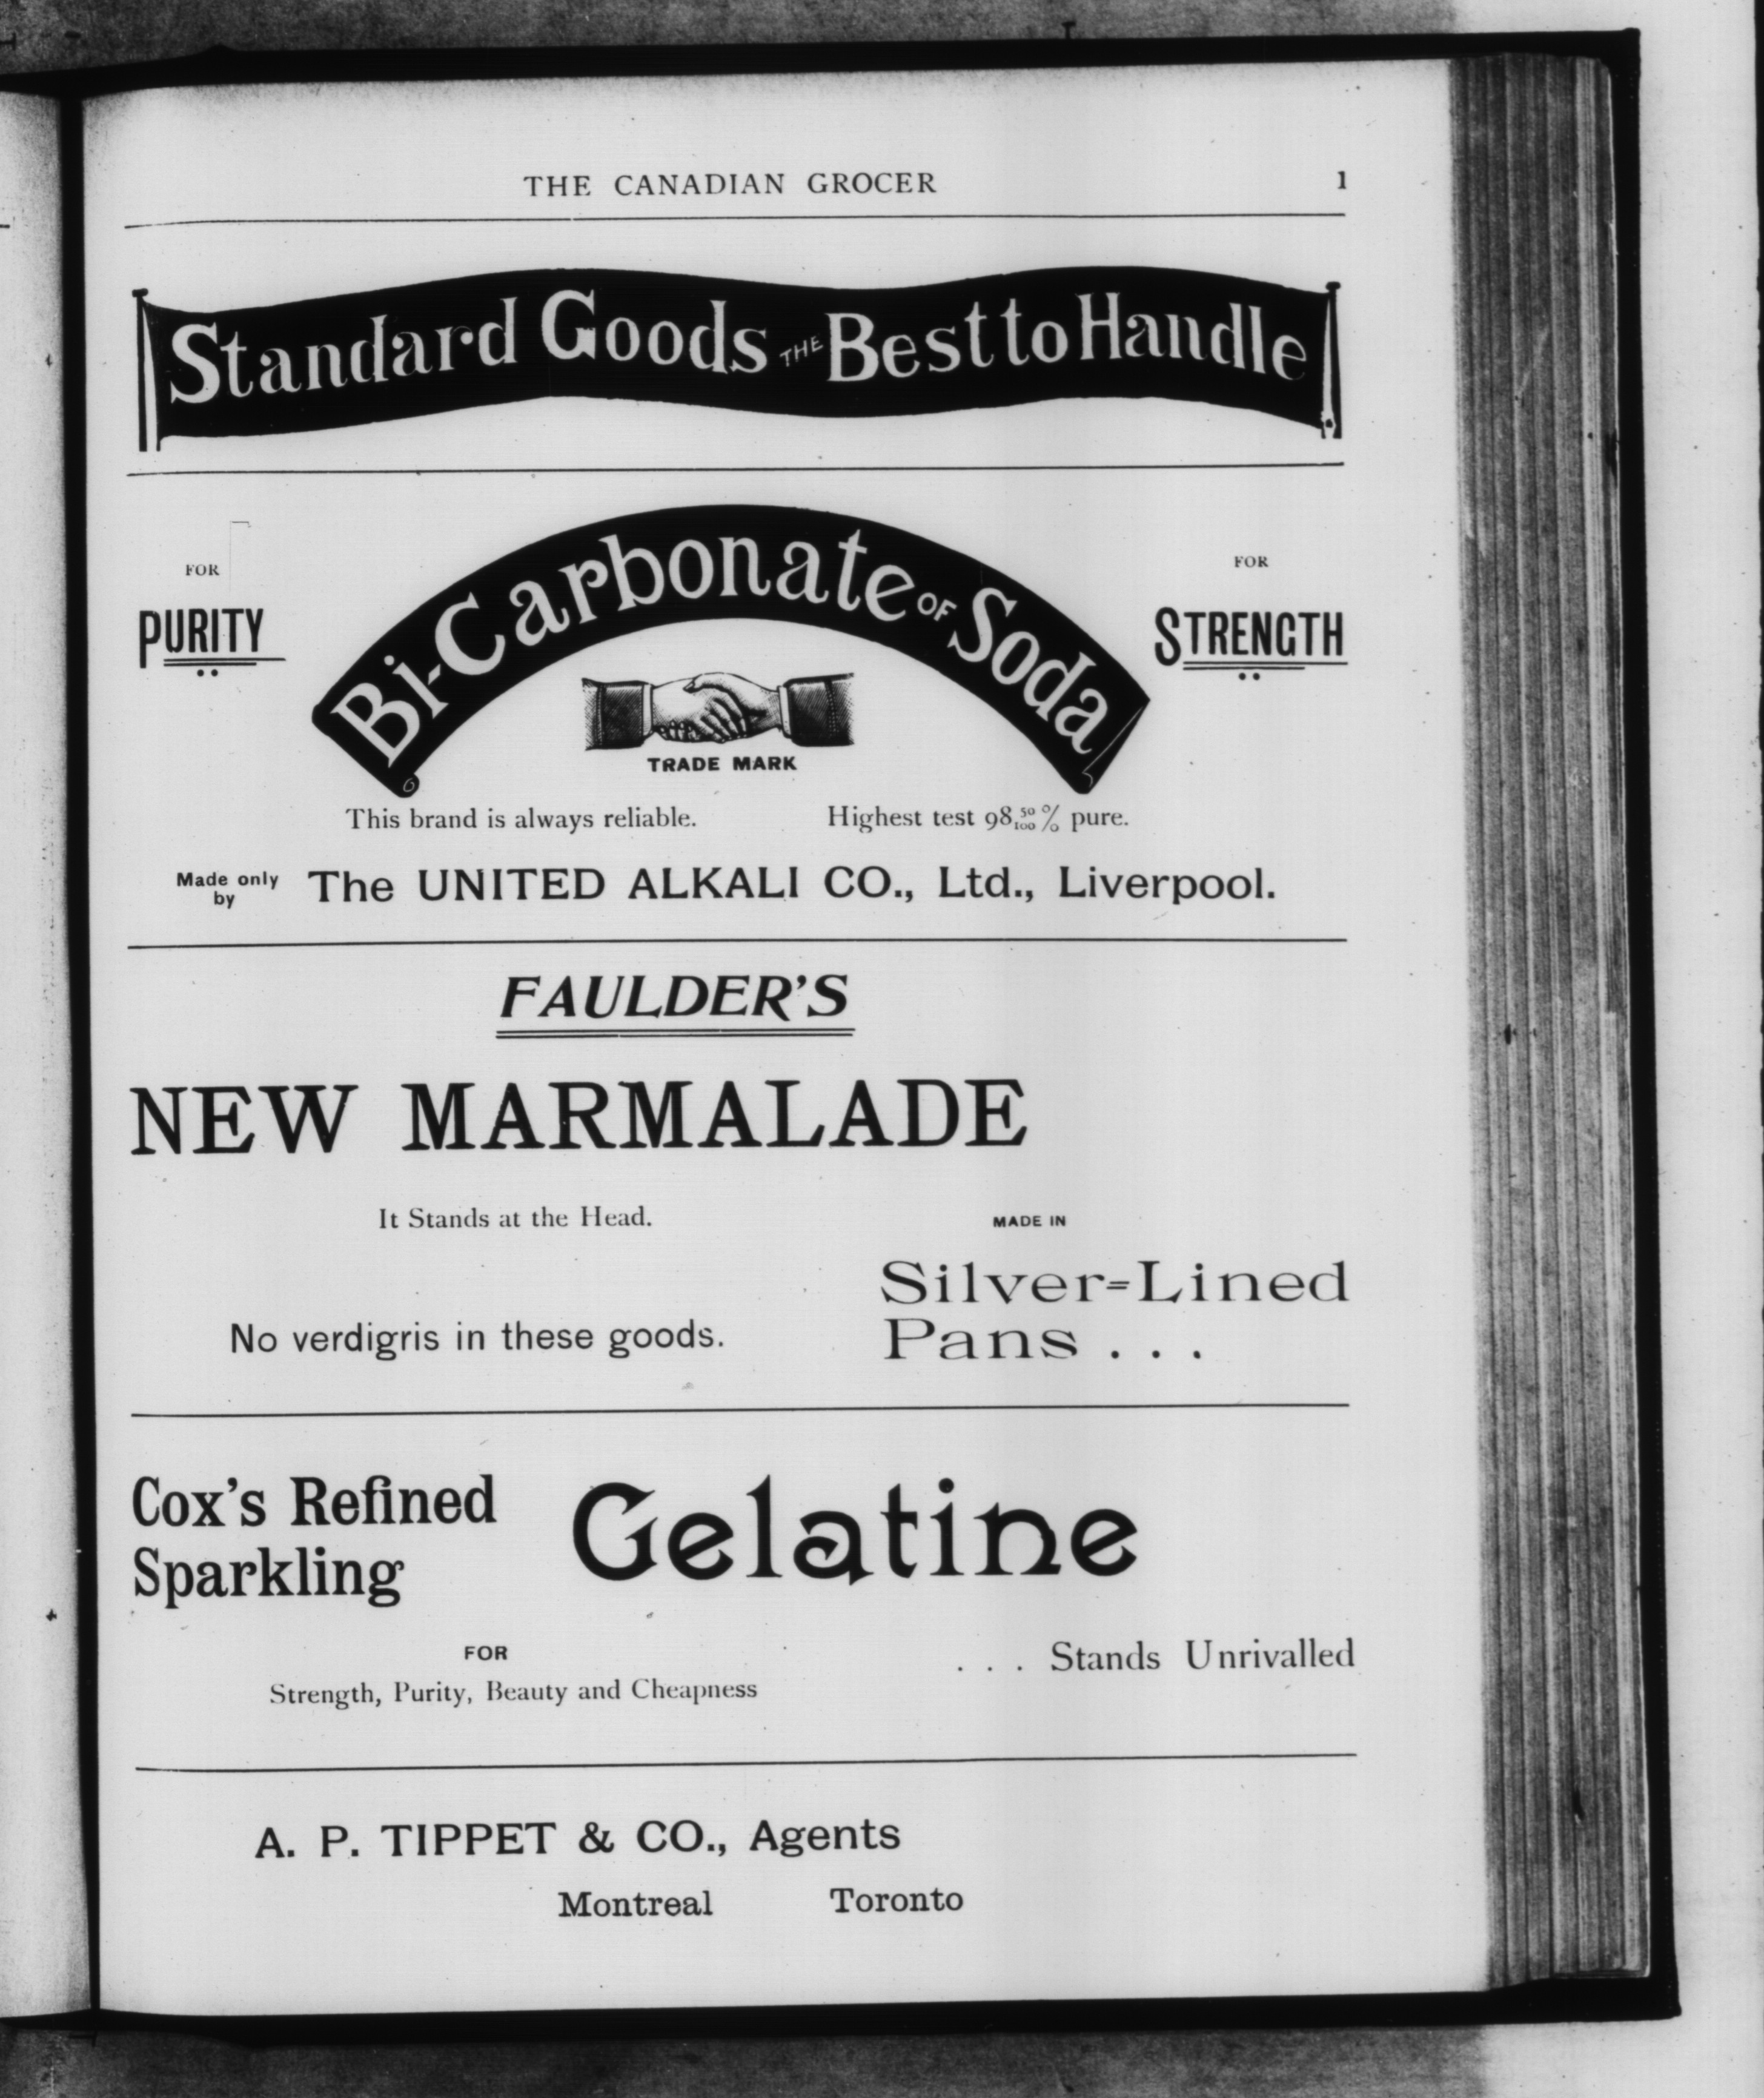 THE CANADIAN GROCER 1
Standard Goods THE Best to Handle
FOR
PURITY
Bi-Carbonate OF Soda
FOR
STRENGTH
TRADE MARK
This brand is always reliable. Highest test 98 50/100 % pure.
Made only by The UNITED ALKALI CO., Ltd., Liverpool.
FAULDER'S
NEW MARMALADE
It Stands at the Head.
No verdigris in these goods.
MADE IN
Silver=Lined
Pans . . .
Cox's Refined
Sparkling
Gelatine
FOR
Strength, Purity, Beauty and Cheapness
. . . Stands Unrivalled
A. P. TIPPET & CO., Agents
Montreal Toronto